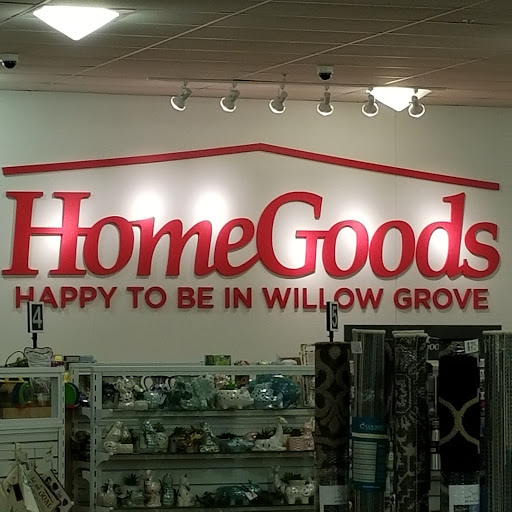 HomeGoods
HAPPY TO BE IN WILLOW GROVE
4
5